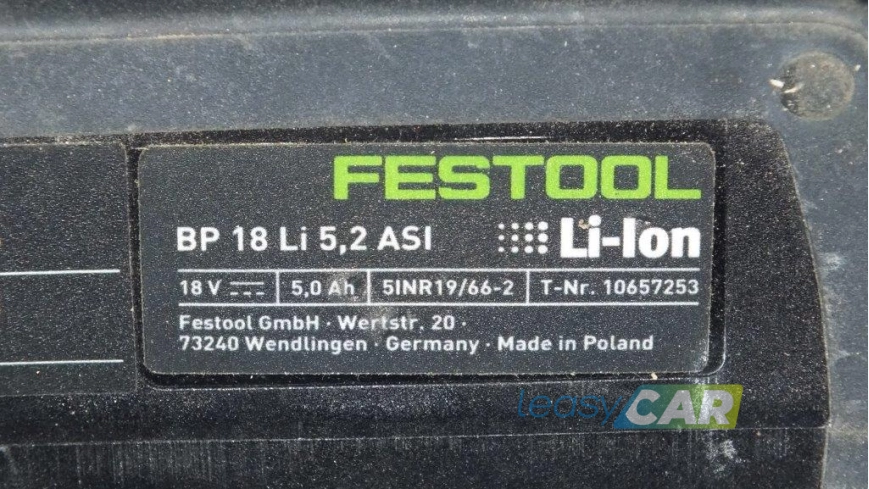 FESTOOL
BP 18 Li 5,2 ASI Li-Ion
18 V 5,0 Ah 5INR19/66-2 T-Nr. 10657253
Festool GmbH · Wertstr. 20 ·
73240 Wendlingen · Germany · Made in Poland
leasyCAR